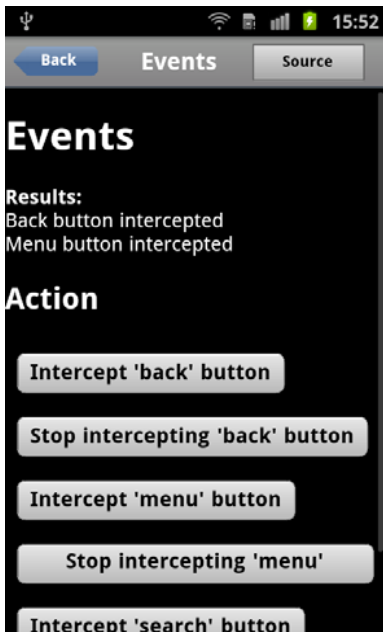 15:52
Back Events Source
Events
Results:
Back button intercepted
Menu button intercepted
Action
Intercept 'back' button
Stop intercepting 'back' button
Intercept 'menu' button
Stop intercepting 'menu'
Intercept 'search' button